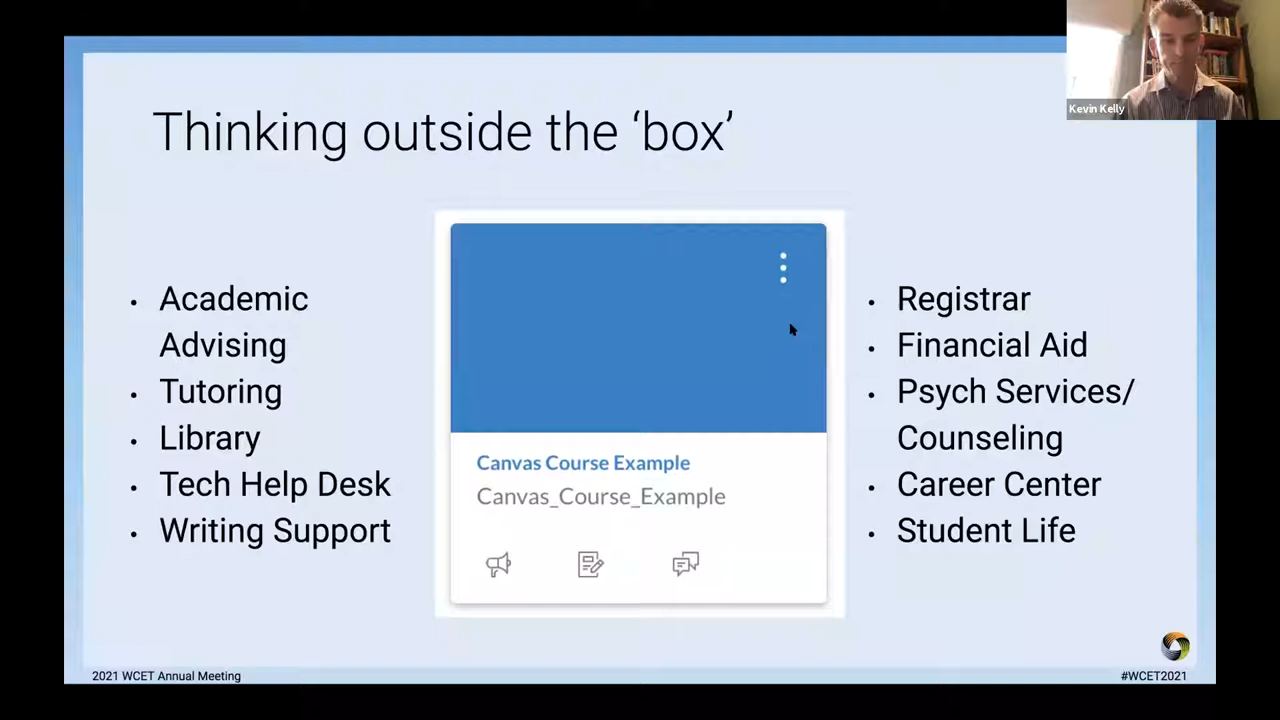 Kevin Kelly
Thinking outside the ‘box’
• Academic
Advising
• Tutoring
• Library
• Tech Help Desk
• Writing Support
Canvas Course Example
Canvas_Course_Example
• Registrar
• Financial Aid
• Psych Services/
Counseling
• Career Center
• Student Life
2021 WCET Annual Meeting
#WCET2021